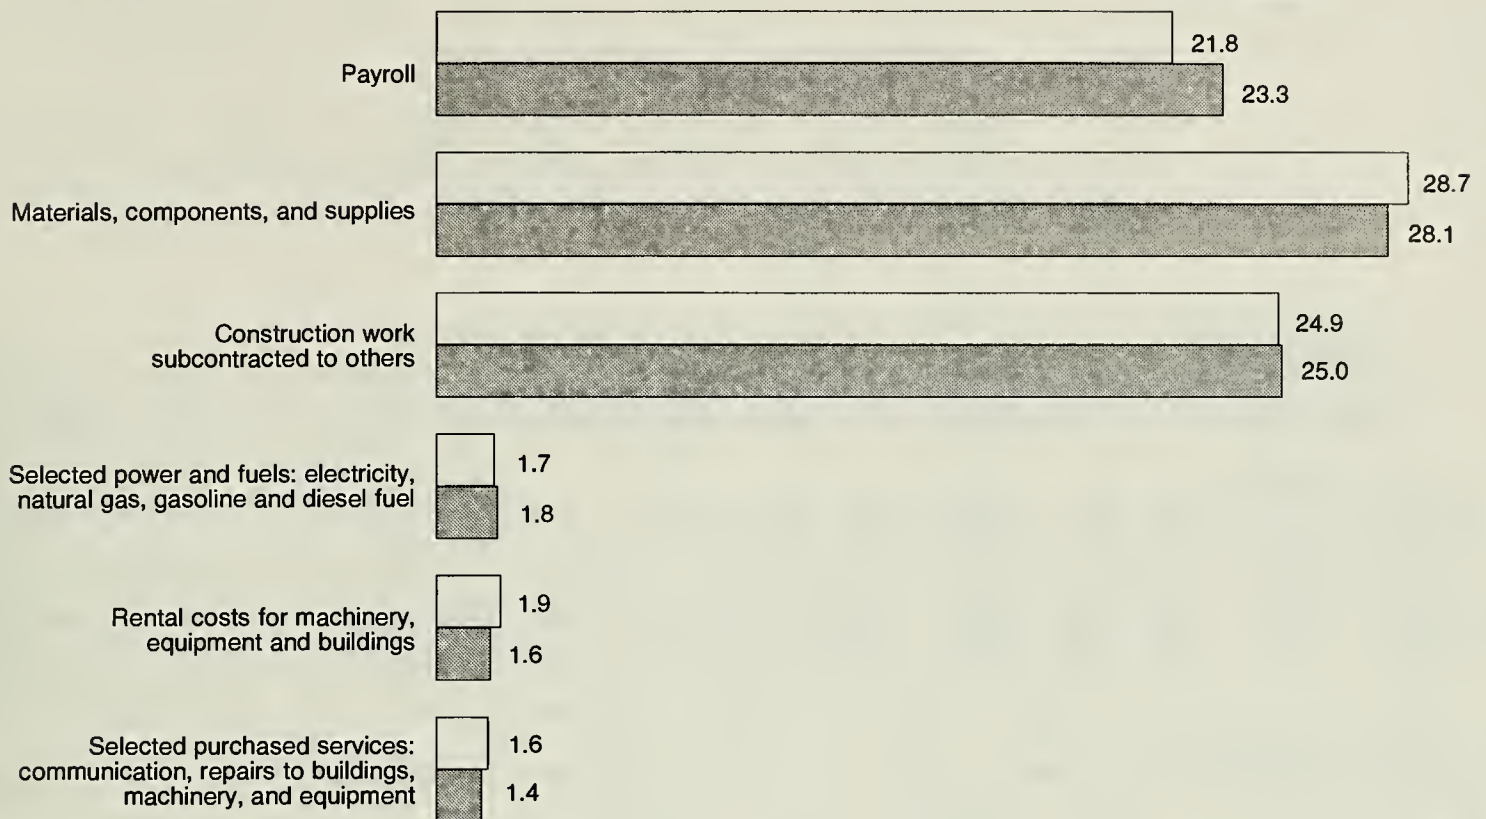 21.8
Payroll
23.3
28.7
Materials, components, and supplies
28.1
24.9
Construction work
subcontracted to others
25.0
1.7
Selected power and fuels: electricity,
natural gas, gasoline and diesel fuel
1.8
1.9
Rental costs for machinery,
equipment and buildings
1.6
1.6
Selected purchased services:
communication, repairs to buildings,
machinery, and equipment
1.4